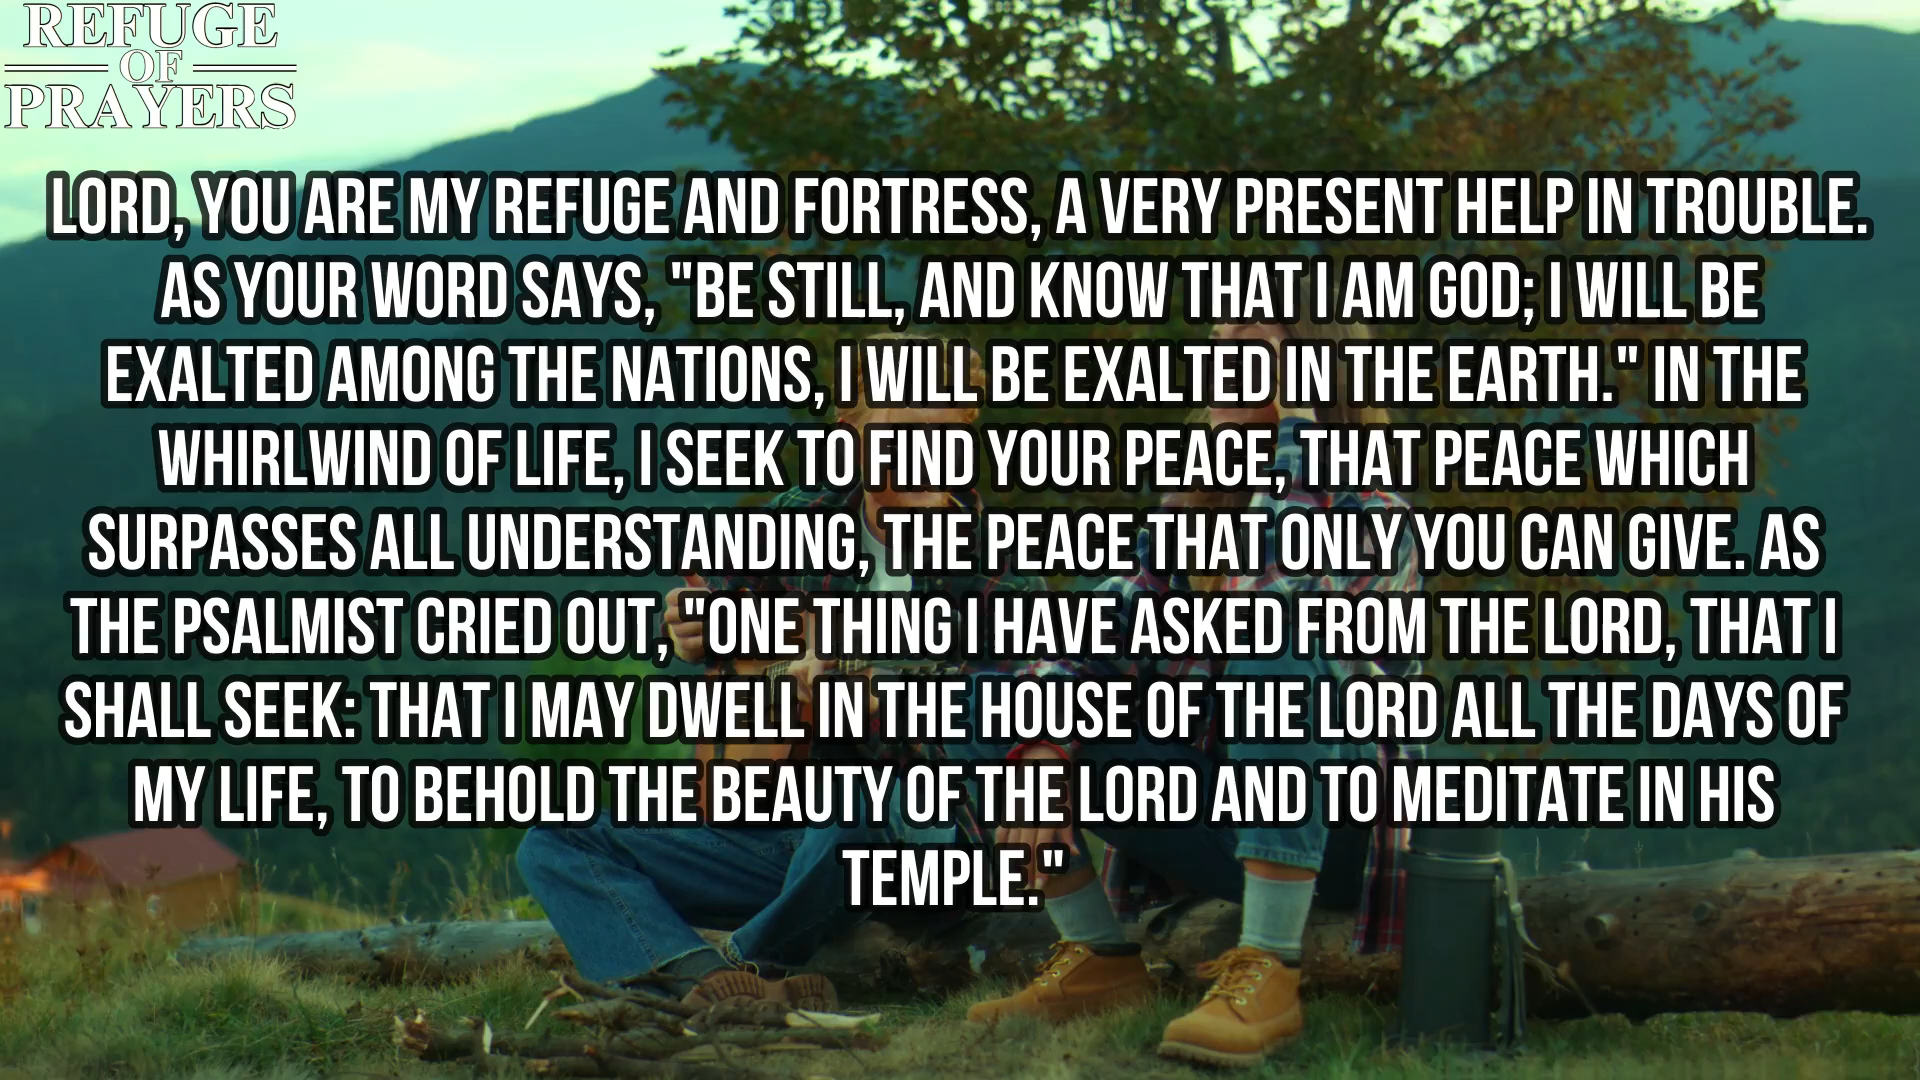 REFUGE
OF
PRAYERS
LORD, YOU ARE MY REFUGE AND FORTRESS, A VERY PRESENT HELP IN TROUBLE.
AS YOUR WORD SAYS, "BE STILL, AND KNOW THAT I AM GOD; I WILL BE
EXALTED AMONG THE NATIONS, I WILL BE EXALTED IN THE EARTH." IN THE
WHIRLWIND OF LIFE, I SEEK TO FIND YOUR PEACE, THAT PEACE WHICH
SURPASSES ALL UNDERSTANDING, THE PEACE THAT ONLY YOU CAN GIVE. AS
THE PSALMIST CRIED OUT, "ONE THING I HAVE ASKED FROM THE LORD, THAT I
SHALL SEEK: THAT I MAY DWELL IN THE HOUSE OF THE LORD ALL THE DAYS OF
MY LIFE, TO BEHOLD THE BEAUTY OF THE LORD AND TO MEDITATE IN HIS
TEMPLE."